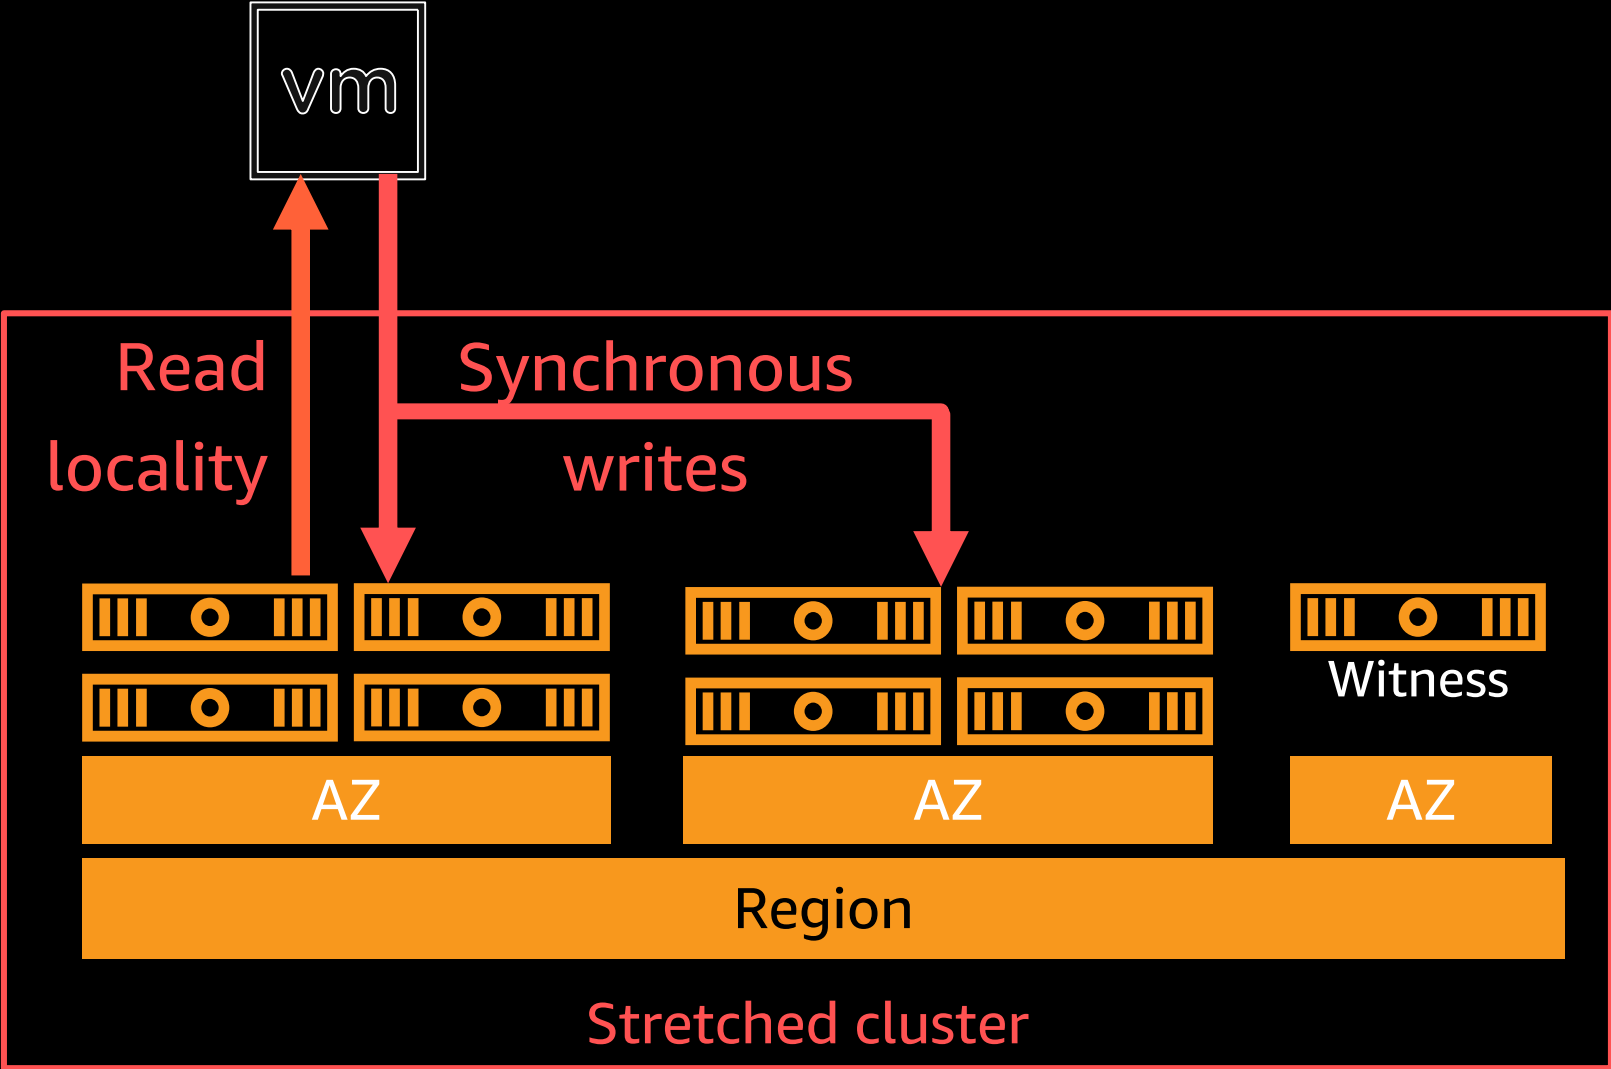 vm
Read
locality
Synchronous
writes
Witness
AZ
AZ
AZ
Region
Stretched cluster